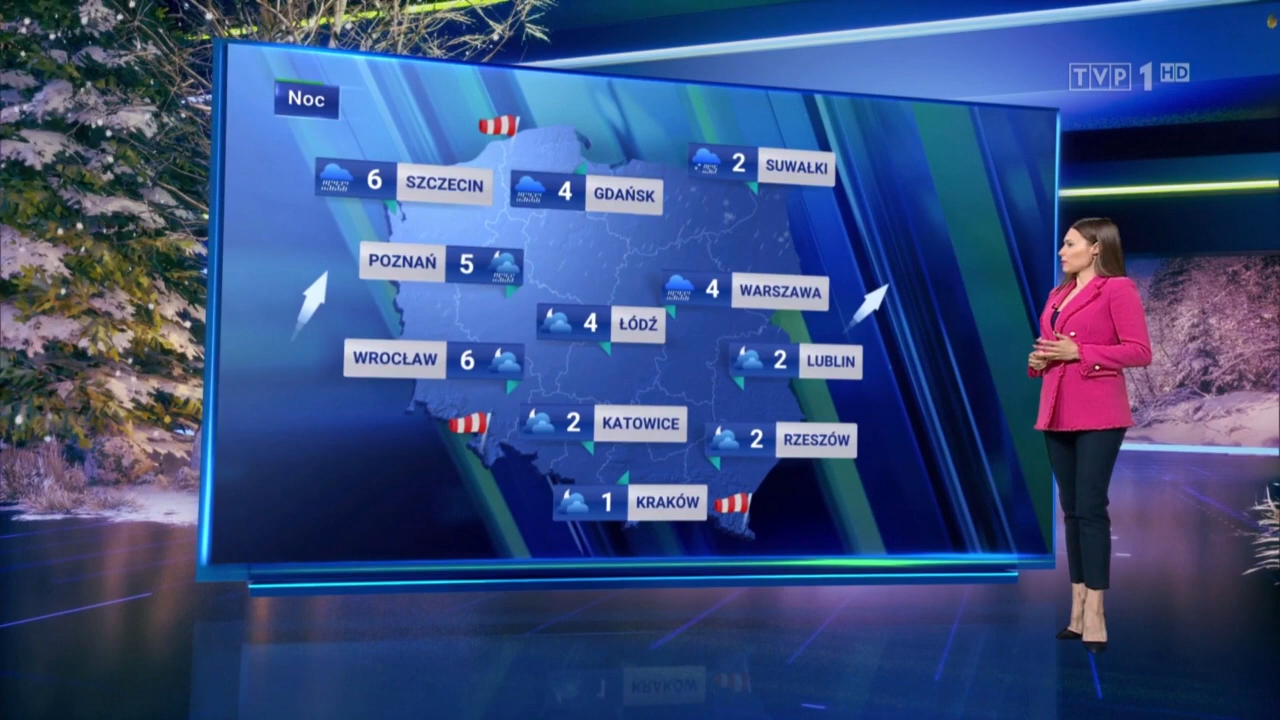 TVP 1 HD
Noc
2 SUWAŁKI
6 SZCZECIN
4 GDAŃSK
POZNAŃ 5
4 WARSZAWA
4 ŁÓDŹ
WROCŁAW 6
2 LUBLIN
2 KATOWICE
2 RZESZÓW
1 KRAKÓW